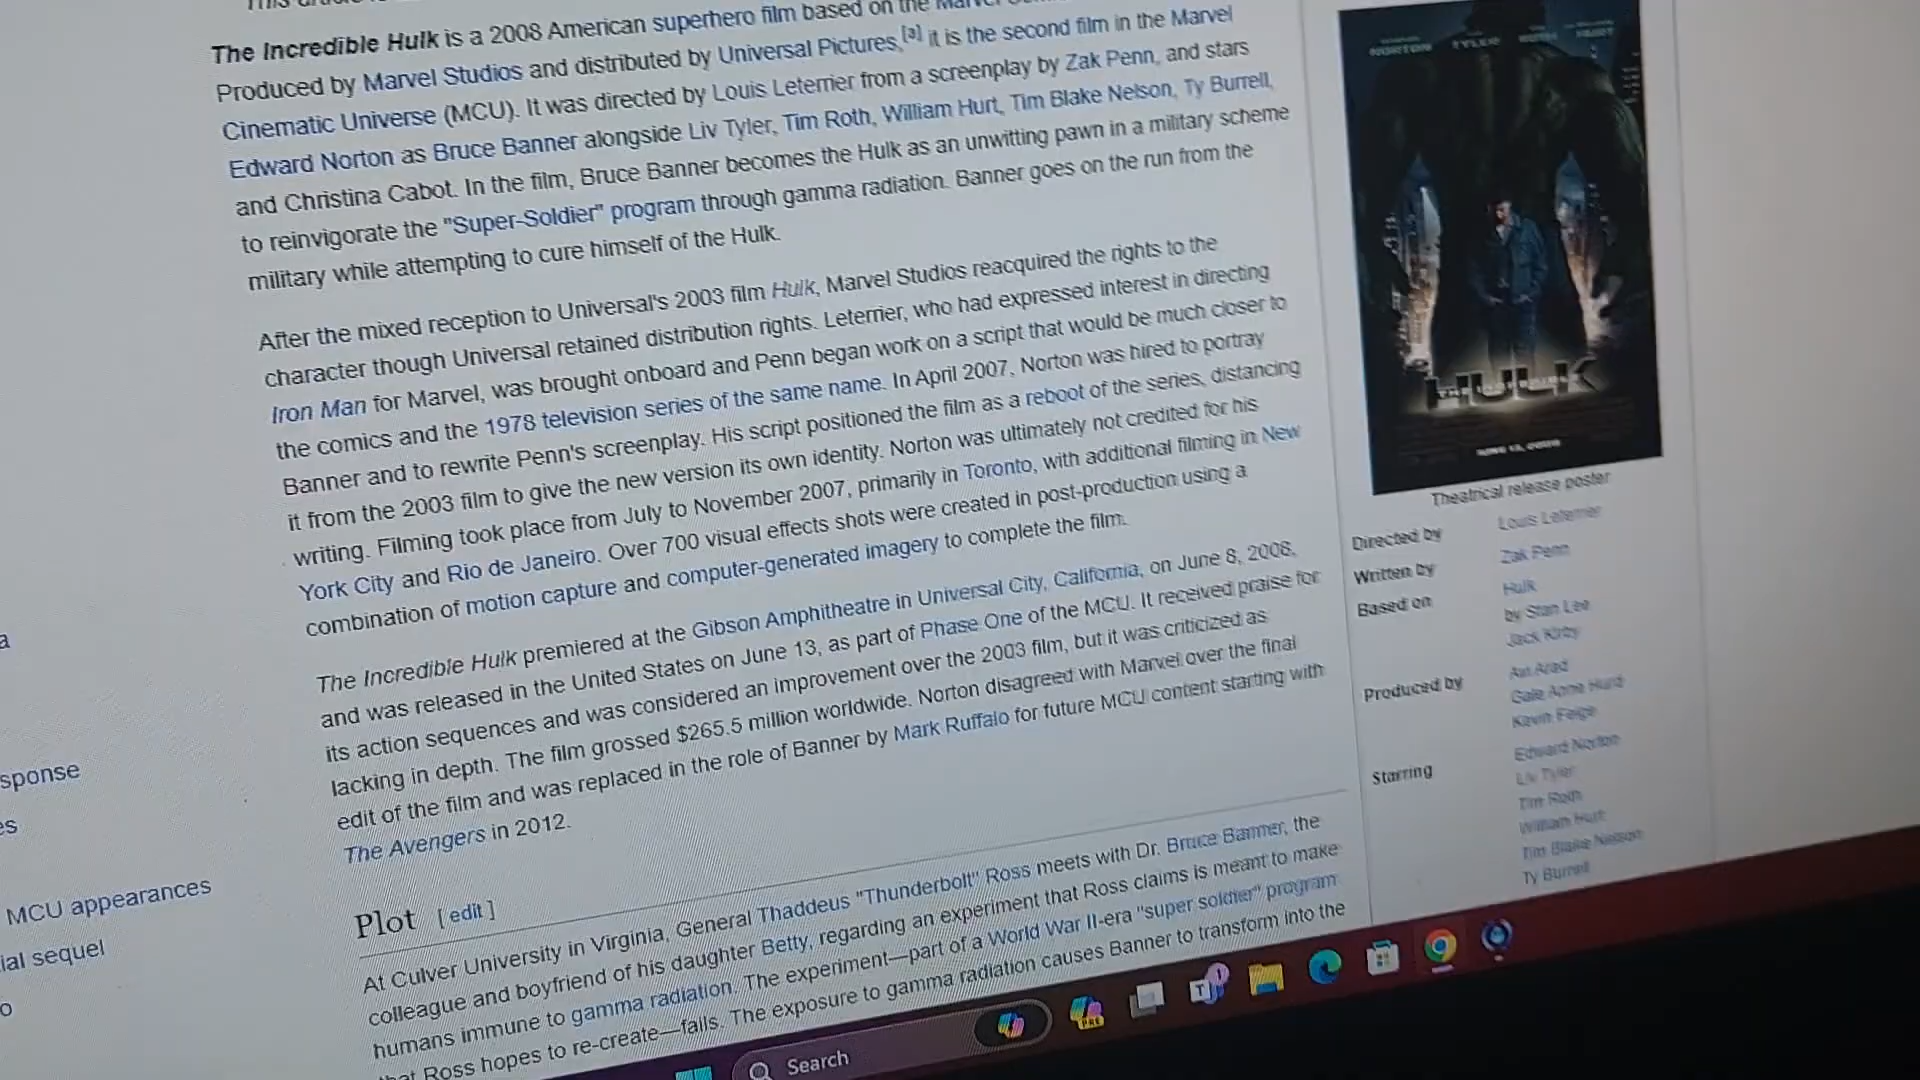 This article is
The Incredible Hulk is a 2008 American superhero film based on the Marvel
Produced by Marvel Studios and distributed by Universal Pictures,[a] it is the second film in the Marvel
Cinematic Universe (MCU). It was directed by Louis Leterrier from a screenplay by Zak Penn, and stars
Edward Norton as Bruce Banner alongside Liv Tyler, Tim Roth, William Hurt, Tim Blake Nelson, Ty Burrell,
and Christina Cabot. In the film, Bruce Banner becomes the Hulk as an unwitting pawn in a military scheme
to reinvigorate the "Super-Soldier" program through gamma radiation. Banner goes on the run from the
military while attempting to cure himself of the Hulk.
After the mixed reception to Universal's 2003 film Hulk, Marvel Studios reacquired the rights to the
character though Universal retained distribution rights. Leterrier, who had expressed interest in directing
Iron Man for Marvel, was brought onboard and Penn began work on a script that would be much closer to
the comics and the 1978 television series of the same name. In April 2007, Norton was hired to portray
Banner and to rewrite Penn's screenplay. His script positioned the film as a reboot of the series, distancing
it from the 2003 film to give the new version its own identity. Norton was ultimately not credited for his
writing. Filming took place from July to November 2007, primarily in Toronto, with additional filming in New
York City and Rio de Janeiro. Over 700 visual effects shots were created in post-production using a
combination of motion capture and computer-generated imagery to complete the film.
The Incredible Hulk premiered at the Gibson Amphitheatre in Universal City, California, on June 8, 2008,
and was released in the United States on June 13, as part of Phase One of the MCU. It received praise for
its action sequences and was considered an improvement over the 2003 film, but it was criticized as
lacking in depth. The film grossed $265.5 million worldwide. Norton disagreed with Marvel over the final
edit of the film and was replaced in the role of Banner by Mark Ruffalo for future MCU content starting with
The Avengers in 2012.
Plot [ edit ]
At Culver University in Virginia, General Thaddeus "Thunderbolt" Ross meets with Dr. Bruce Banner, the
colleague and boyfriend of his daughter Betty, regarding an experiment that Ross claims is meant to make
humans immune to gamma radiation. The experiment—part of a World War II-era "super soldier" program
that Ross hopes to re-create—fails. The exposure to gamma radiation causes Banner to transform into the
a
sponse
es
MCU appearances
ial sequel
o
NORTON TYLER ROTH HURT
HULK
JUNE 13, 2008
Theatrical release poster
Directed by Louis Leterrier
Written by Zak Penn
Based on Hulk
by Stan Lee
Jack Kirby
Produced by Avi Arad
Gale Anne Hurd
Kevin Feige
Starring Edward Norton
Liv Tyler
Tim Roth
William Hurt
Tim Blake Nelson
Ty Burrell
T
1
PRE
Search